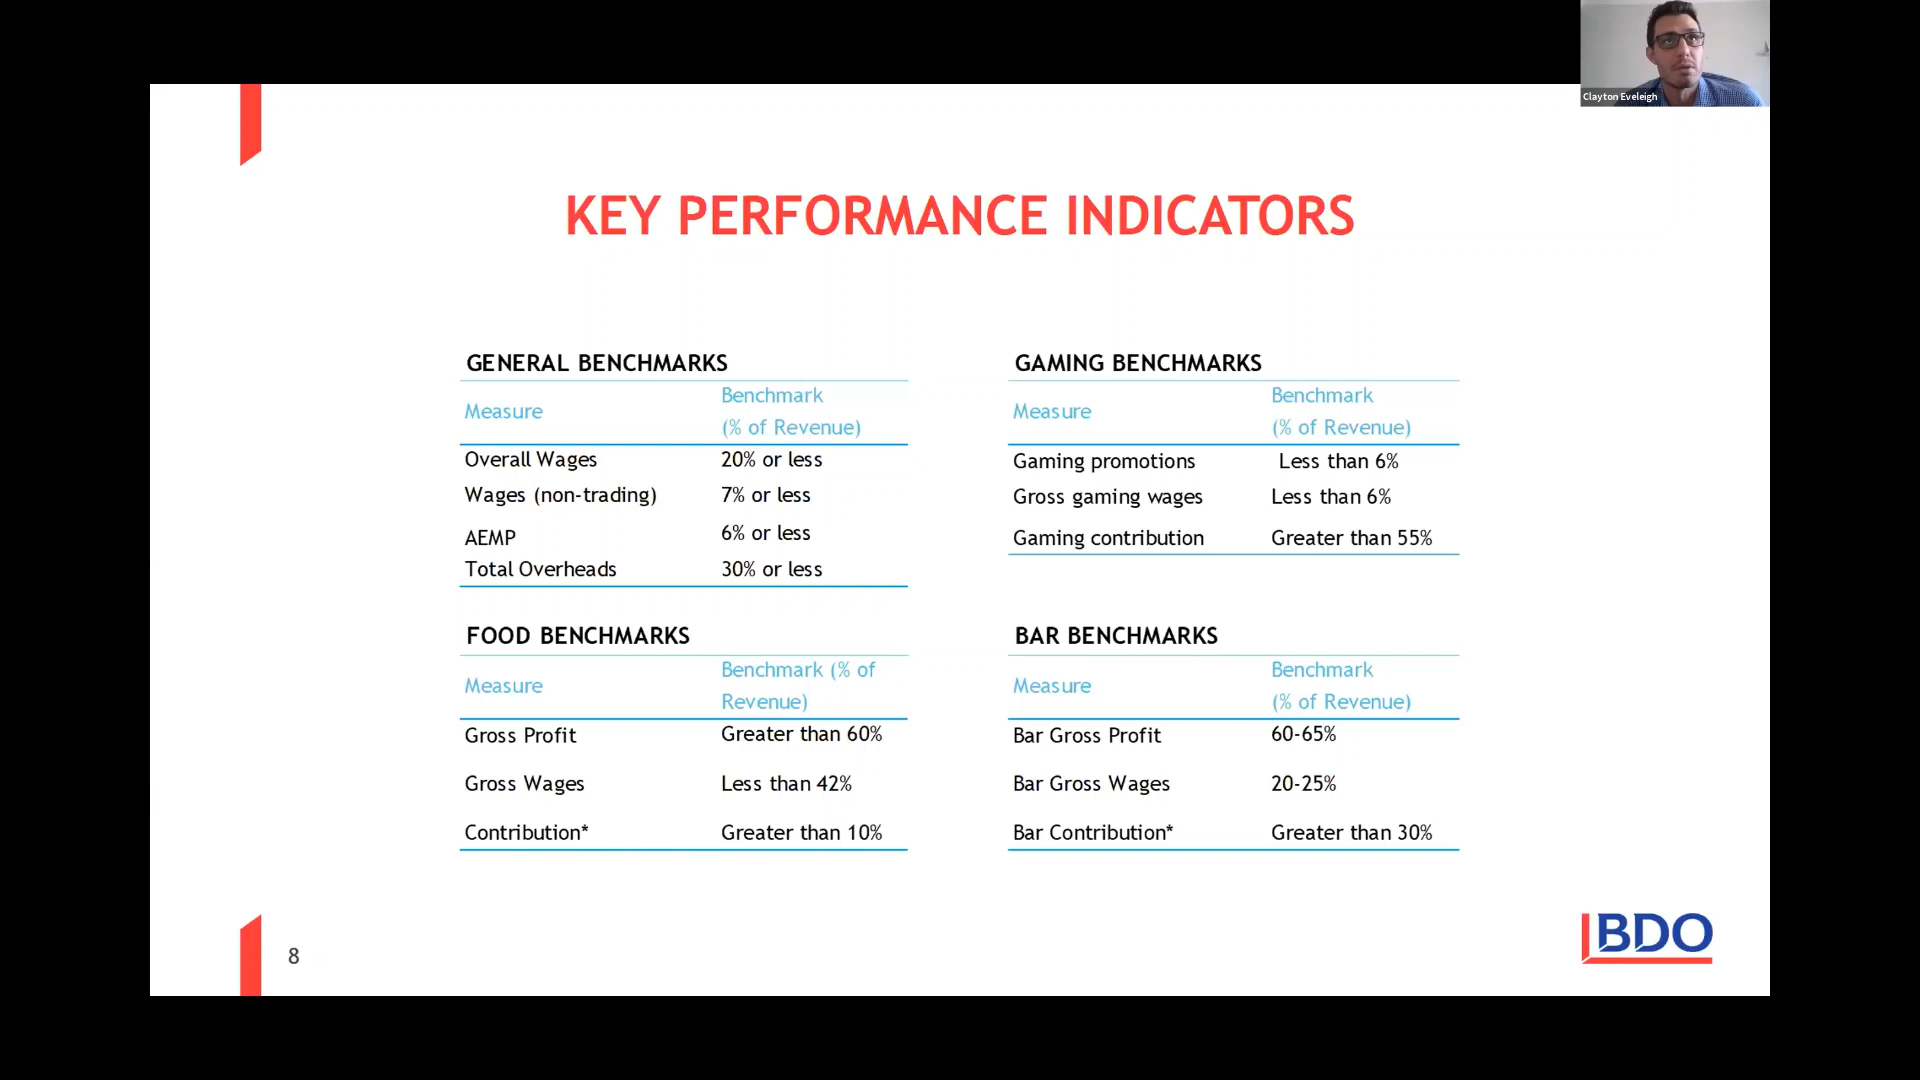 Clayton Eveleigh
KEY PERFORMANCE INDICATORS
GENERAL BENCHMARKS
Measure Benchmark
(% of Revenue)
Overall Wages 20% or less
Wages (non-trading) 7% or less
AEMP 6% or less
Total Overheads 30% or less
GAMING BENCHMARKS
Measure Benchmark
(% of Revenue)
Gaming promotions Less than 6%
Gross gaming wages Less than 6%
Gaming contribution Greater than 55%
FOOD BENCHMARKS
Measure Benchmark (% of
Revenue)
Gross Profit Greater than 60%
Gross Wages Less than 42%
Contribution* Greater than 10%
BAR BENCHMARKS
Measure Benchmark
(% of Revenue)
Bar Gross Profit 60-65%
Bar Gross Wages 20-25%
Bar Contribution* Greater than 30%
8
BDO